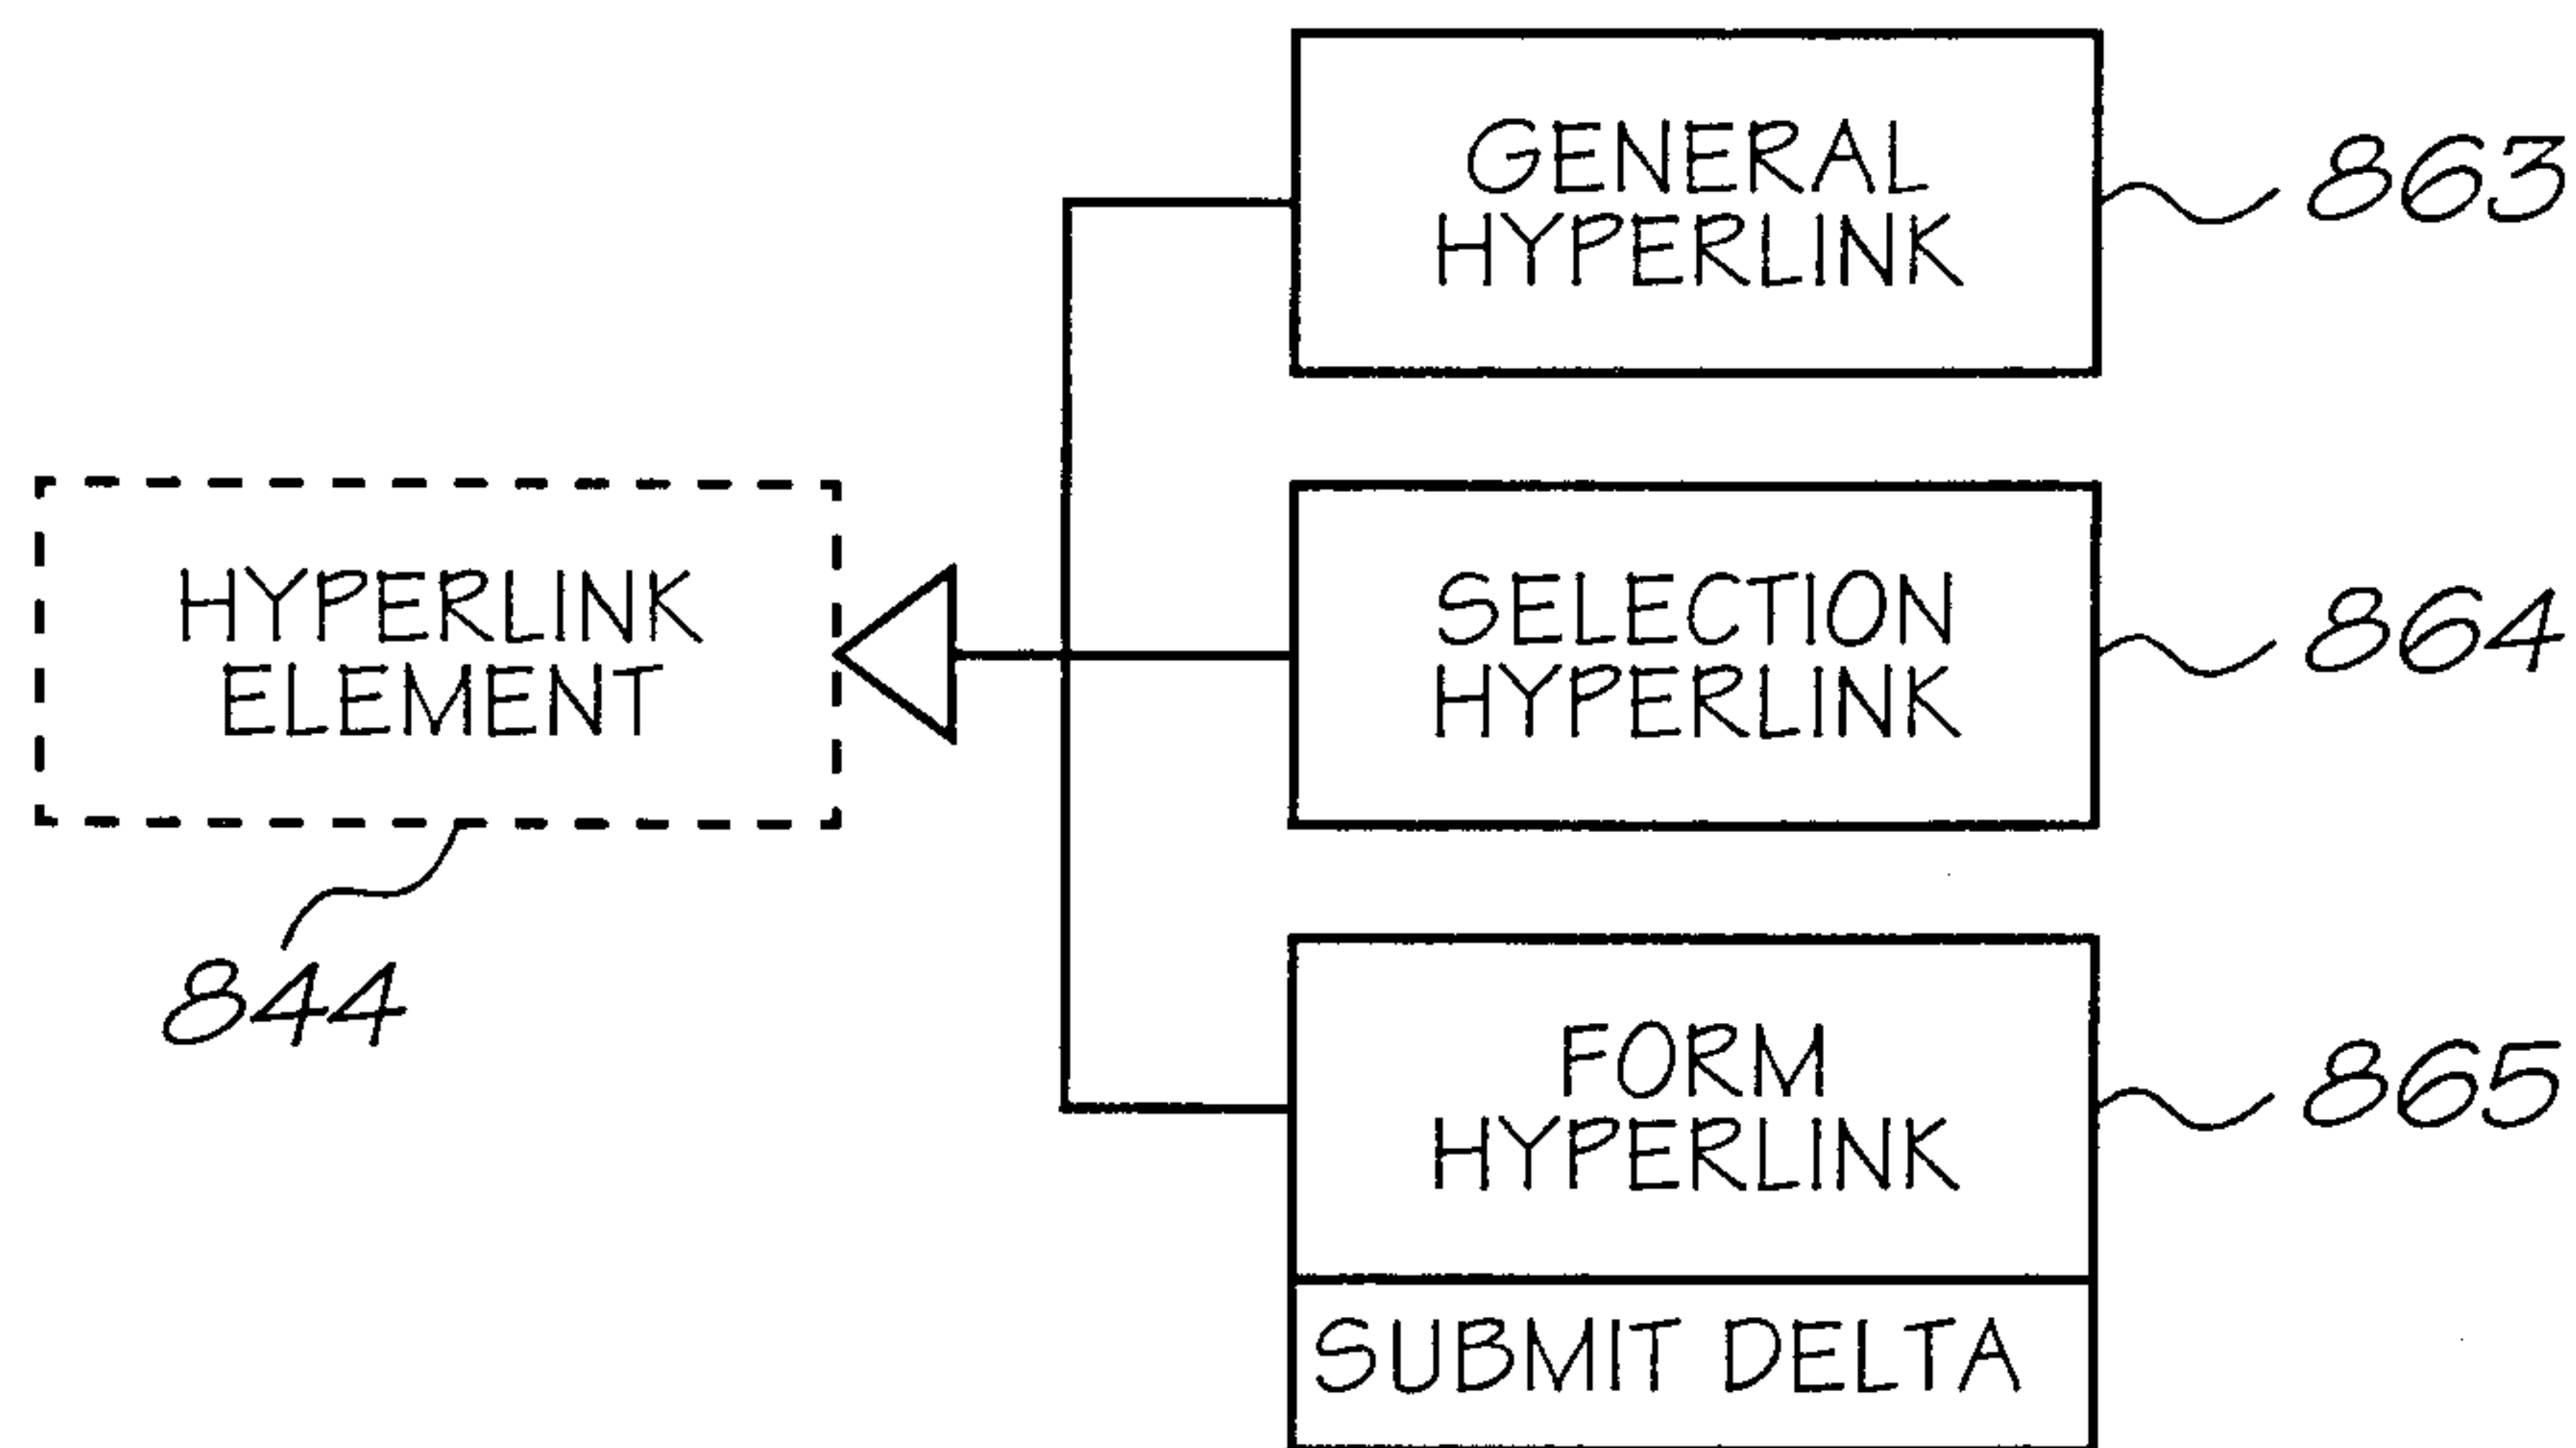 GENERAL
HYPERLINK
863
HYPERLINK
ELEMENT
844
SELECTION
HYPERLINK
864
FORM
HYPERLINK
865
SUBMIT DELTA